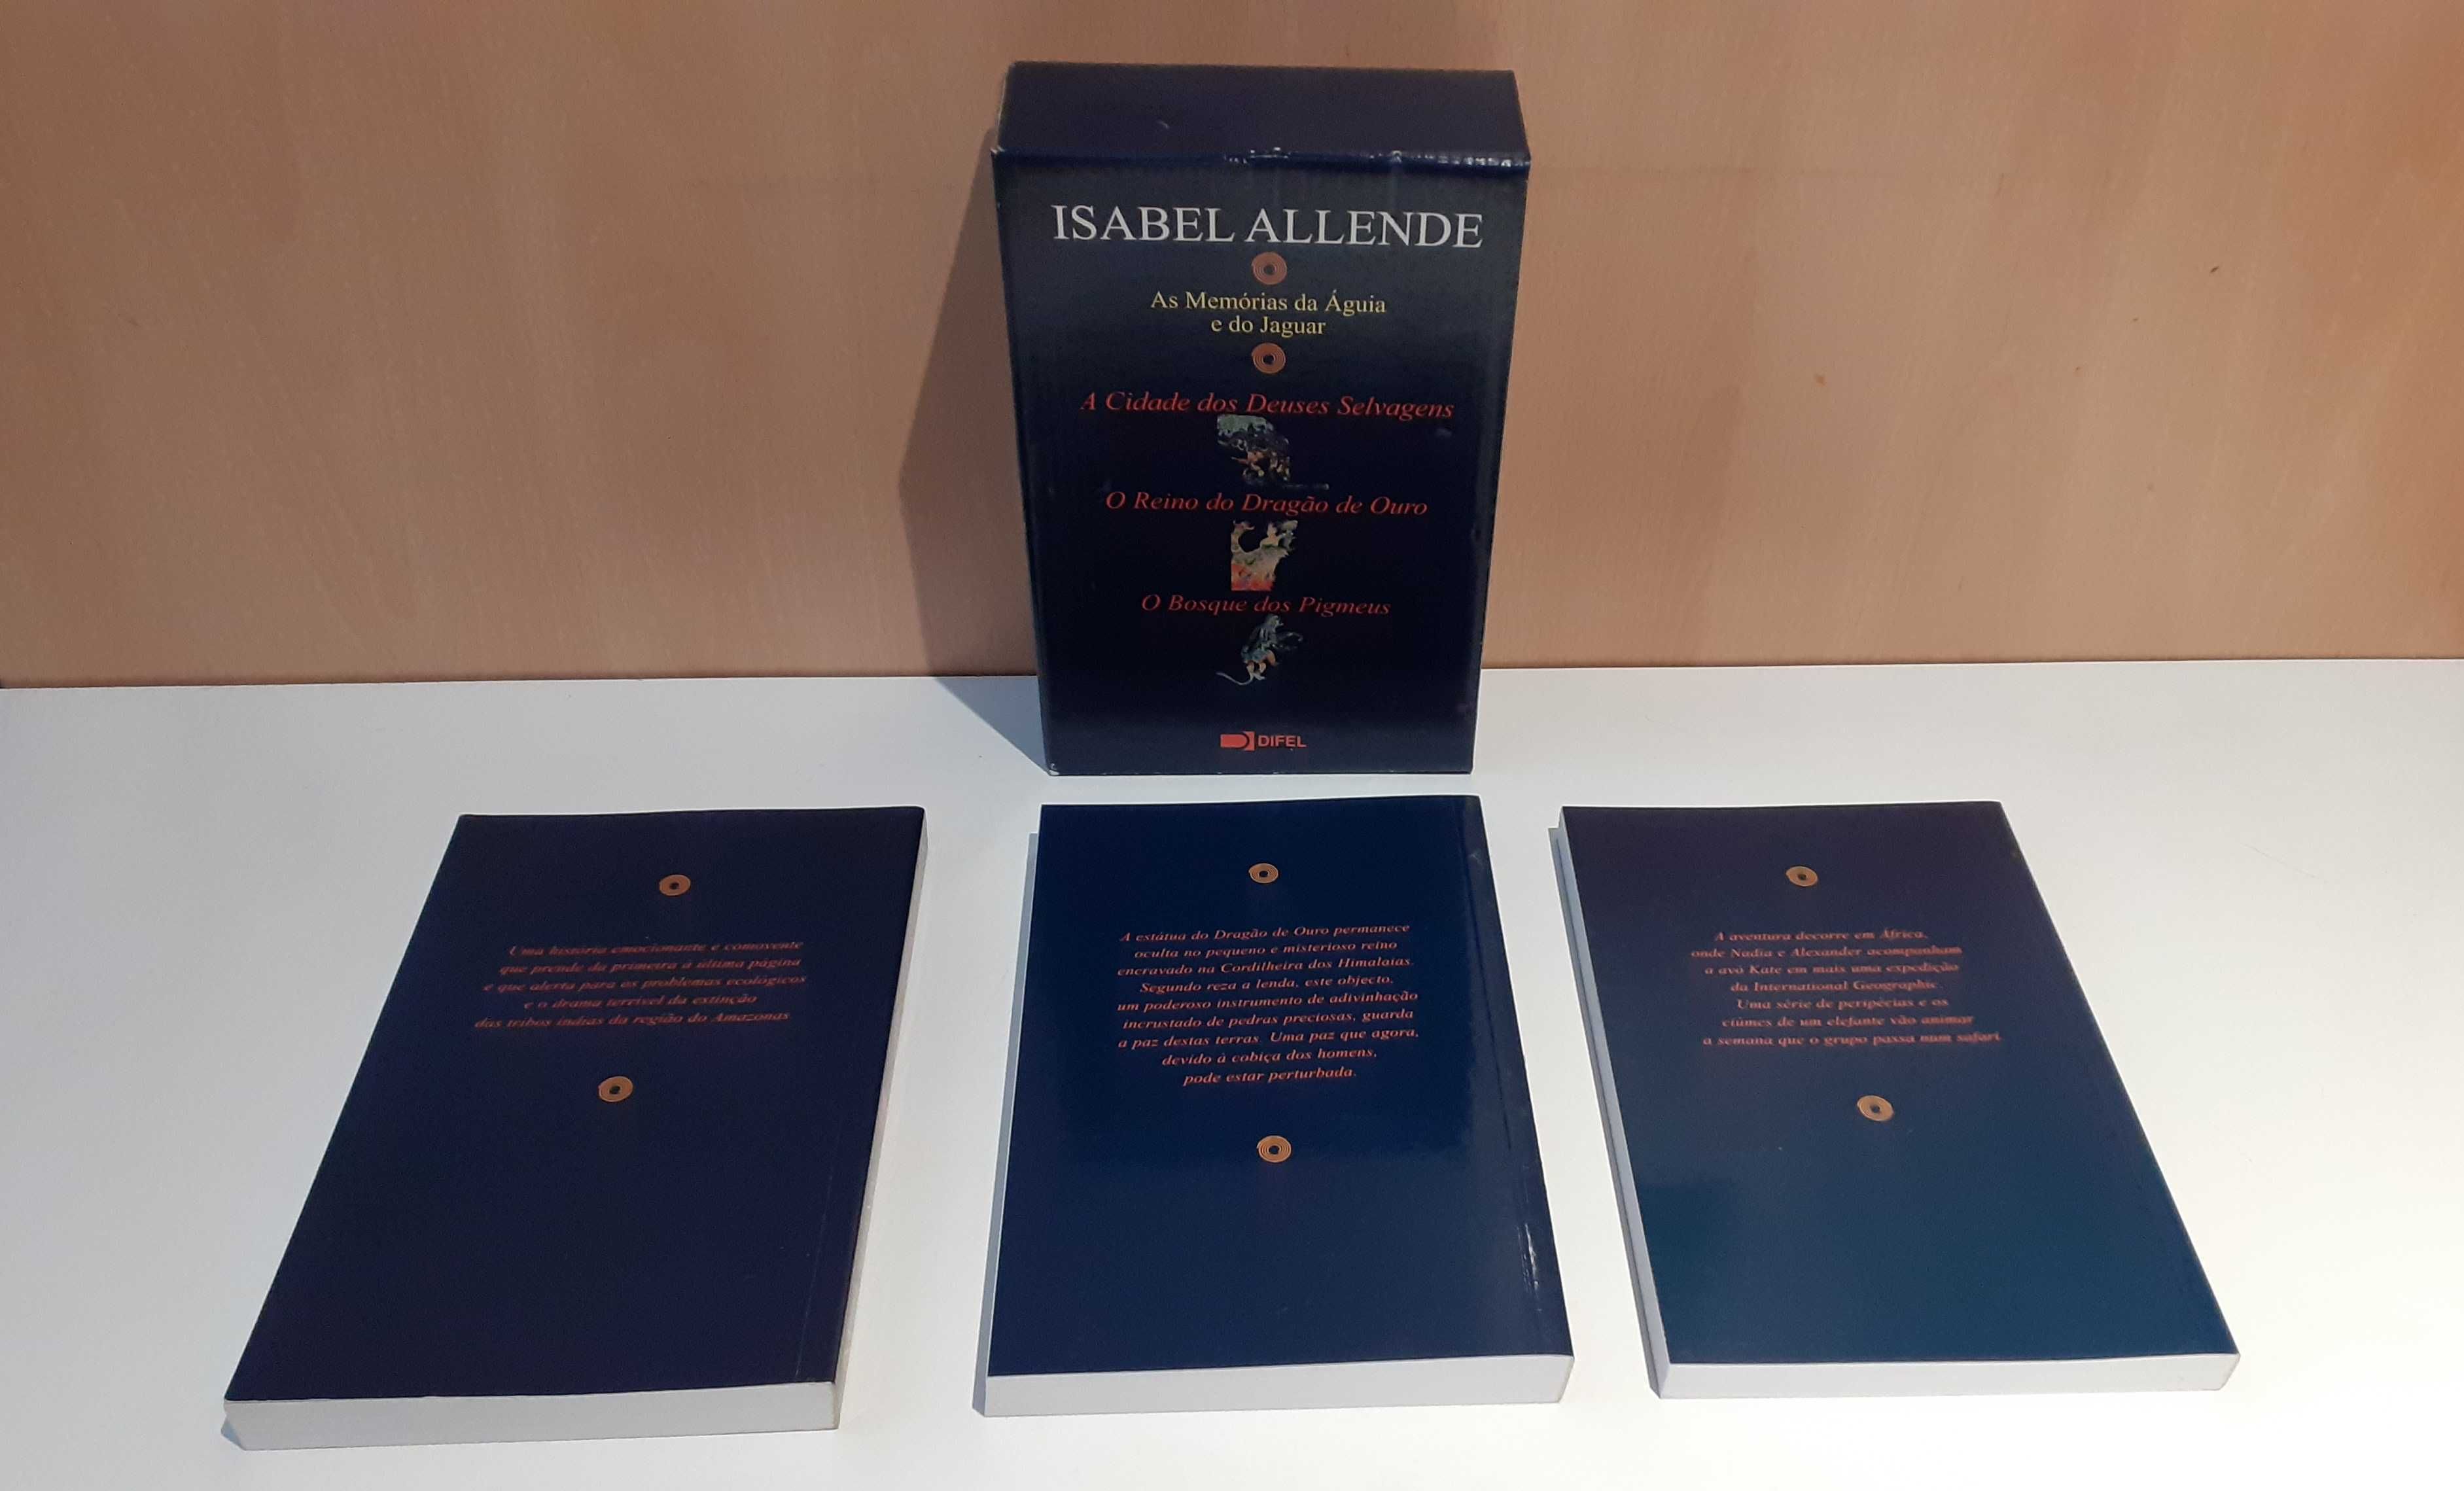 ISABEL ALLENDE
As Memórias da Águia
e do Jaguar
A Cidade dos Deuses Selvagens
O Reino do Dragão de Ouro
O Bosque dos Pigmeus
DIFEL
Uma história emocionante e comovente
que prende da primeira à última página
e que alerta para os problemas ecológicos
e o drama terrível da extinção
das tribos índias da região do Amazonas
A estátua do Dragão de Ouro permanece
oculta no pequeno e misterioso reino
encravado na Cordilheira dos Himalaias.
Segundo reza a lenda, este objecto,
um poderoso instrumento de adivinhação
incrustado de pedras preciosas, guarda
a paz destas terras. Uma paz que agora,
devido à cobiça dos homens,
pode estar perturbada.
A aventura decorre em África,
onde Nadia e Alexander acompanham
a avó Kate em mais uma expedição
da International Geographic.
Uma série de peripécias e os
ciúmes de um elefante vão animar
a semana que o grupo passa num safari.